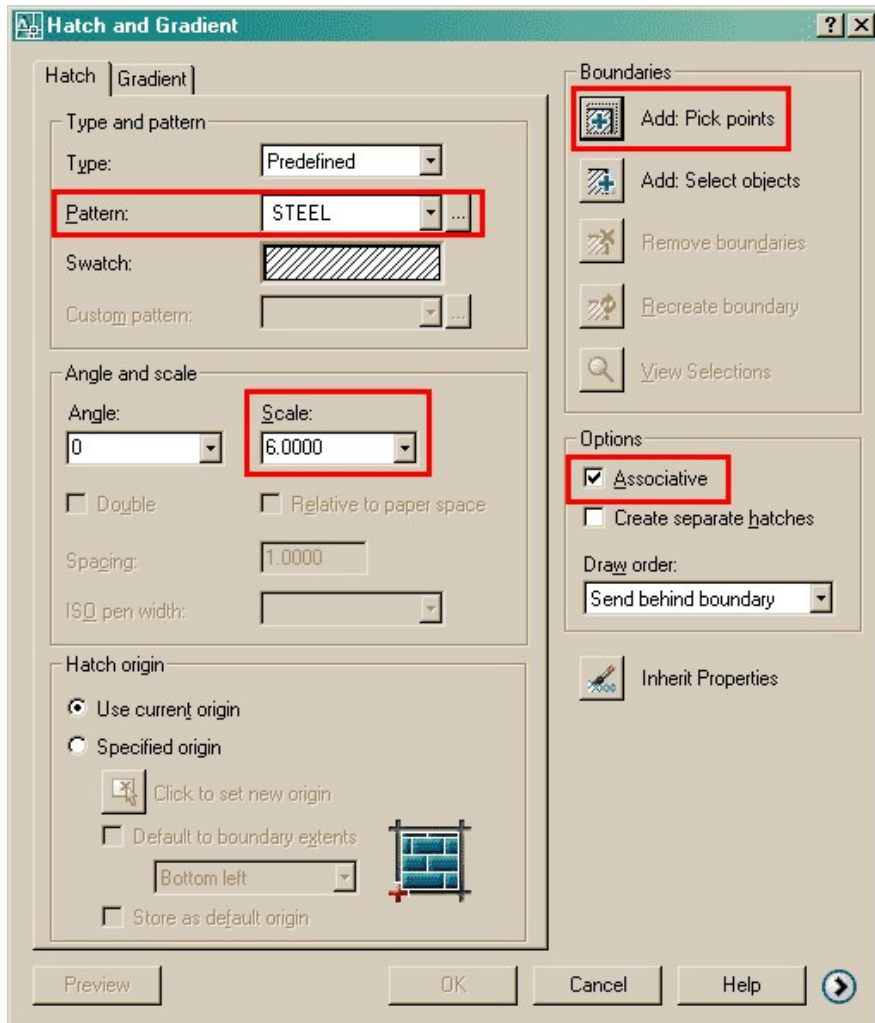 Hatch and Gradient
Hatch
Gradient
Type and pattern
Type:
Predefined
Pattern:
STEEL
...
Swatch:
Custom pattern:
...
Angle and scale
Angle:
Scale:
0
6.0000
Double
Relative to paper space
Spacing:
1.0000
ISO pen width:
Hatch origin
Use current origin
Specified origin
Click to set new origin
Default to boundary extents
Bottom left
Store as default origin
Boundaries
Add: Pick points
Add: Select objects
Remove boundaries
Recreate boundary
View Selections
Options
Associative
Create separate hatches
Draw order:
Send behind boundary
Inherit Properties
Preview
OK
Cancel
Help